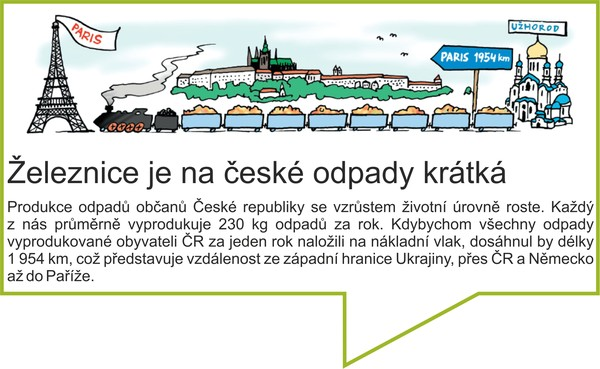 PARIS
UŽHOROD
PARIS 1954 km
Železnice je na české odpady krátká
Produkce odpadů občanů České republiky se vzrůstem životní úrovně roste. Každý
z nás průměrně vyprodukuje 230 kg odpadů za rok. Kdybychom všechny odpady
vyprodukované obyvateli ČR za jeden rok naložili na nákladní vlak, dosáhnul by délky
1 954 km, což představuje vzdálenost ze západní hranice Ukrajiny, přes ČR a Německo
až do Paříže.